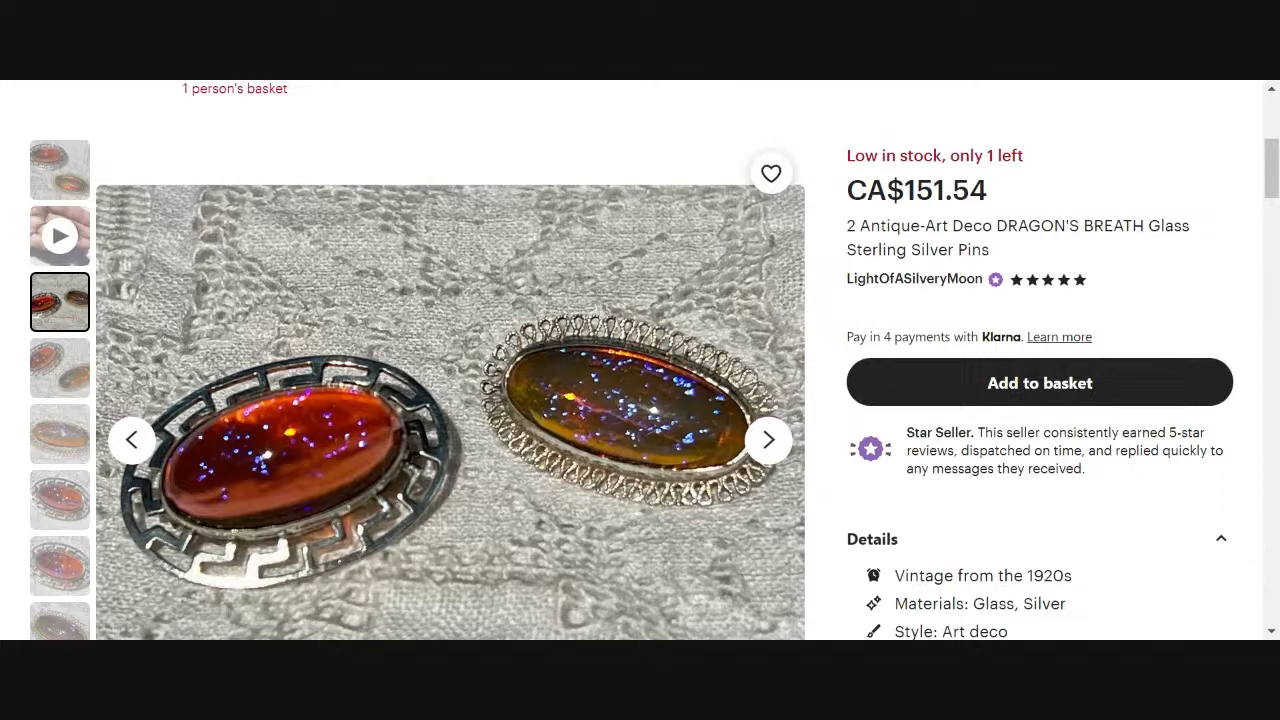 1 person's basket
Low in stock, only 1 left
CA$151.54
2 Antique-Art Deco DRAGON'S BREATH Glass
Sterling Silver Pins
LightOfASilveryMoon
Pay in 4 payments with Klarna. Learn more
Add to basket
Star Seller. This seller consistently earned 5-star
reviews, dispatched on time, and replied quickly to
any messages they received.
Details
Vintage from the 1920s
Materials: Glass, Silver
Style: Art deco